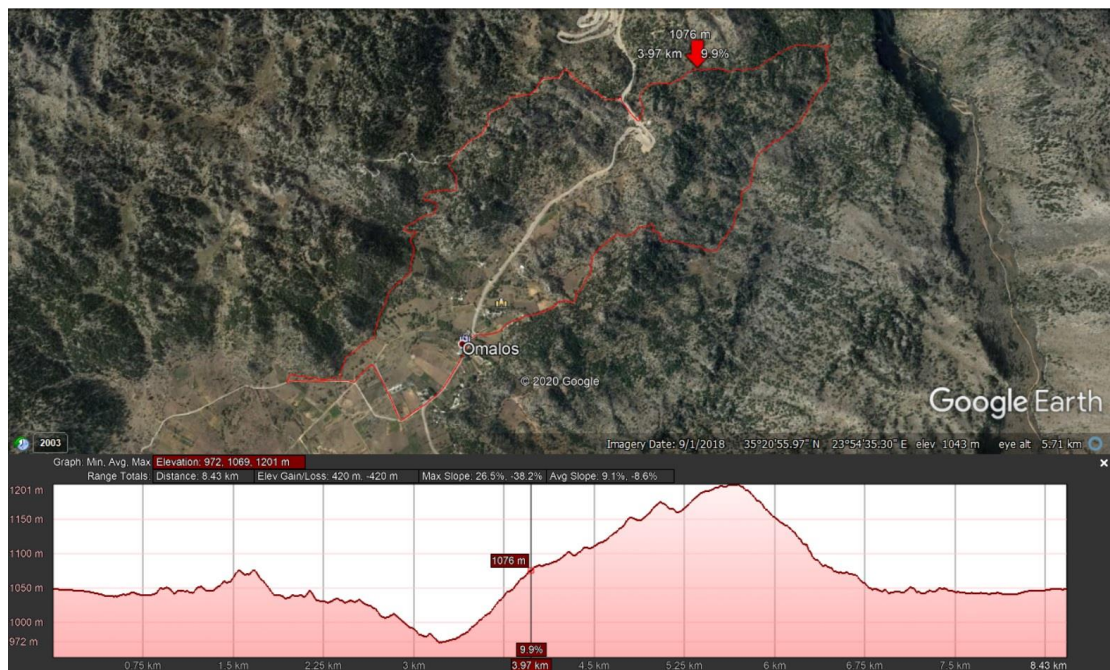 1076 m
3.97 km 9.9%
Omalos
© 2020 Google
Google Earth
2003
Imagery Date: 9/1/2018 35°20'55.97" N 23°54'35.30" E elev 1043 m eye alt 5.71 km
Graph: Min, Avg, Max Elevation: 972, 1069, 1201 m
Range Totals: Distance: 8.43 km Elev Gain/Loss: 420 m, -420 m Max Slope: 26.5%, -38.2% Avg Slope: 9.1%, -8.6%
1201 m
1150 m
1100 m
1076 m
1050 m
1000 m
972 m
9.9%
0.75 km 1.5 km 2.25 km 3 km 3.97 km 4.5 km 5.25 km 6 km 6.75 km 7.5 km 8.43 km